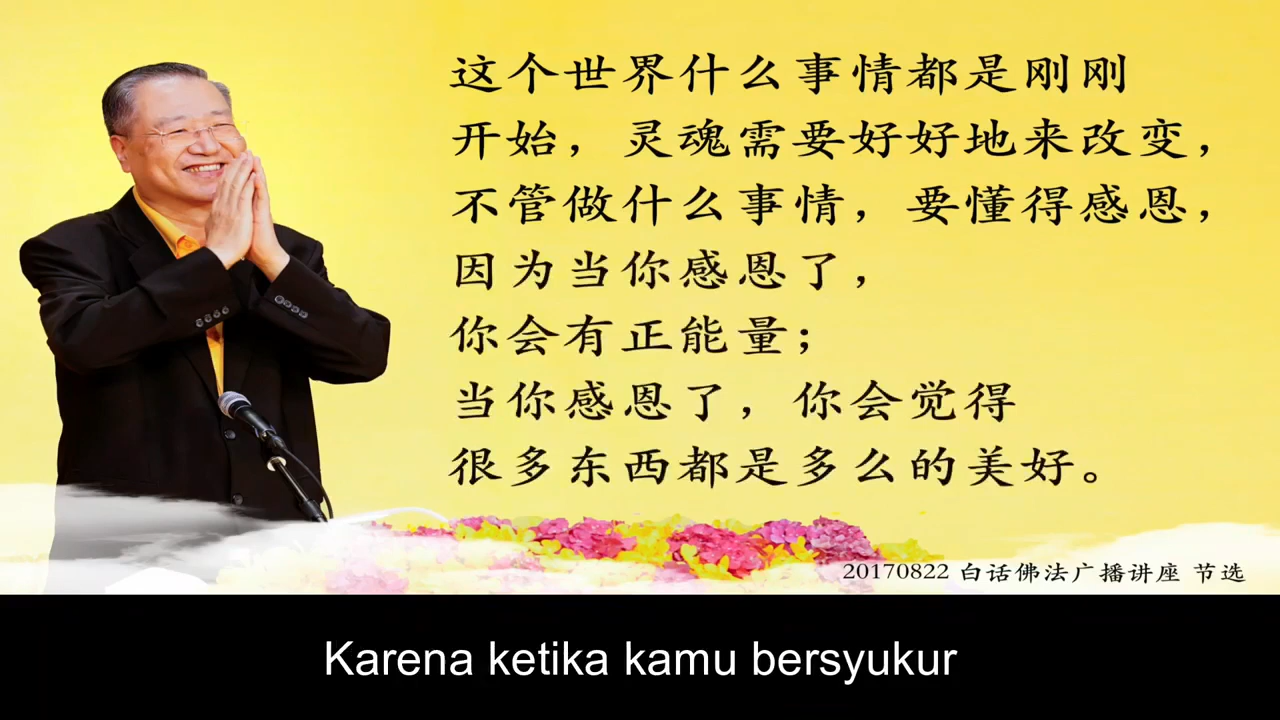 这个世界什么事情都是刚刚
开始，灵魂需要好好地来改变，
不管做什么事情，要懂得感恩，
因为当你感恩了，
你会有正能量；
当你感恩了，你会觉得
很多东西都是多么的美好。
20170822 白话佛法广播讲座 节选
Karena ketika kamu bersyukur